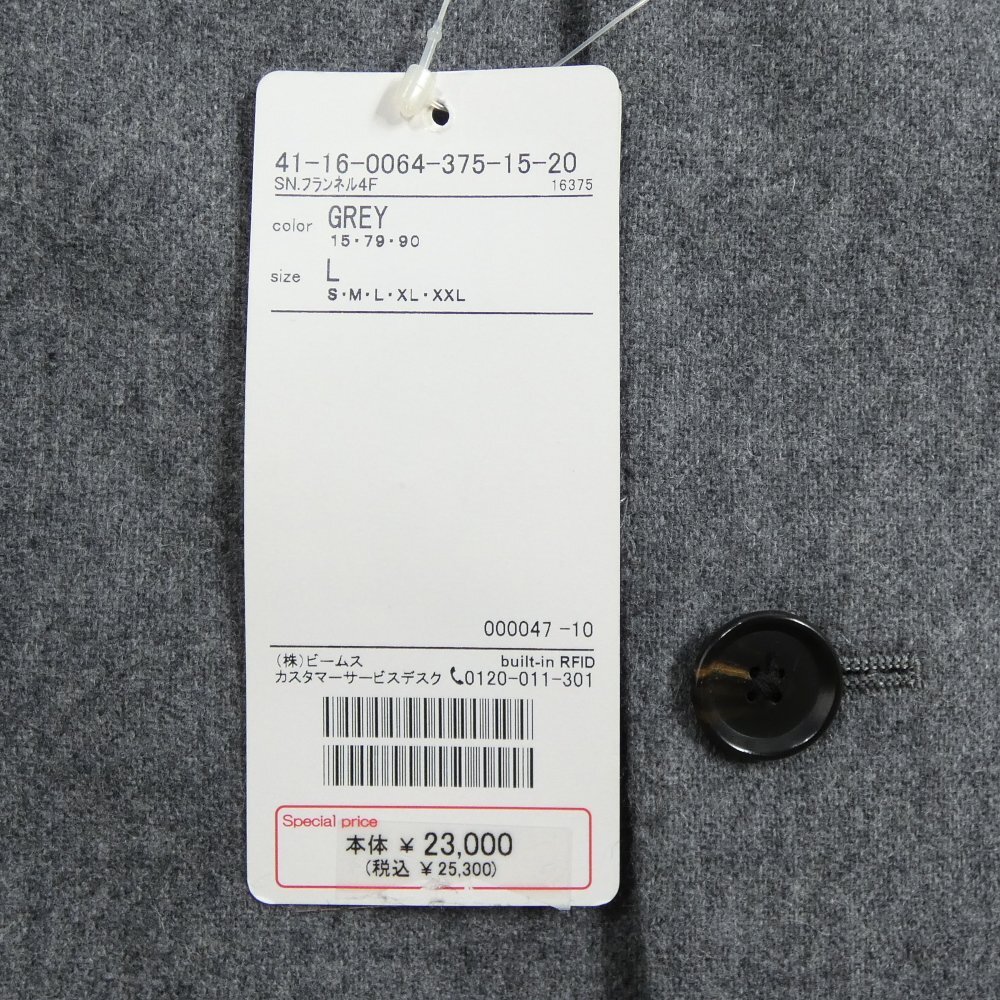 41-16-0064-375-15-20
SN.フランネル4F 16375
color GREY
15・79・90
size L
S・M・L・XL・XXL
000047 -10
(株)ビームス built-in RFID
カスタマーサービスデスク 0120-011-301
Special price
本体 ¥ 23,000
(税込 ¥ 25,300)